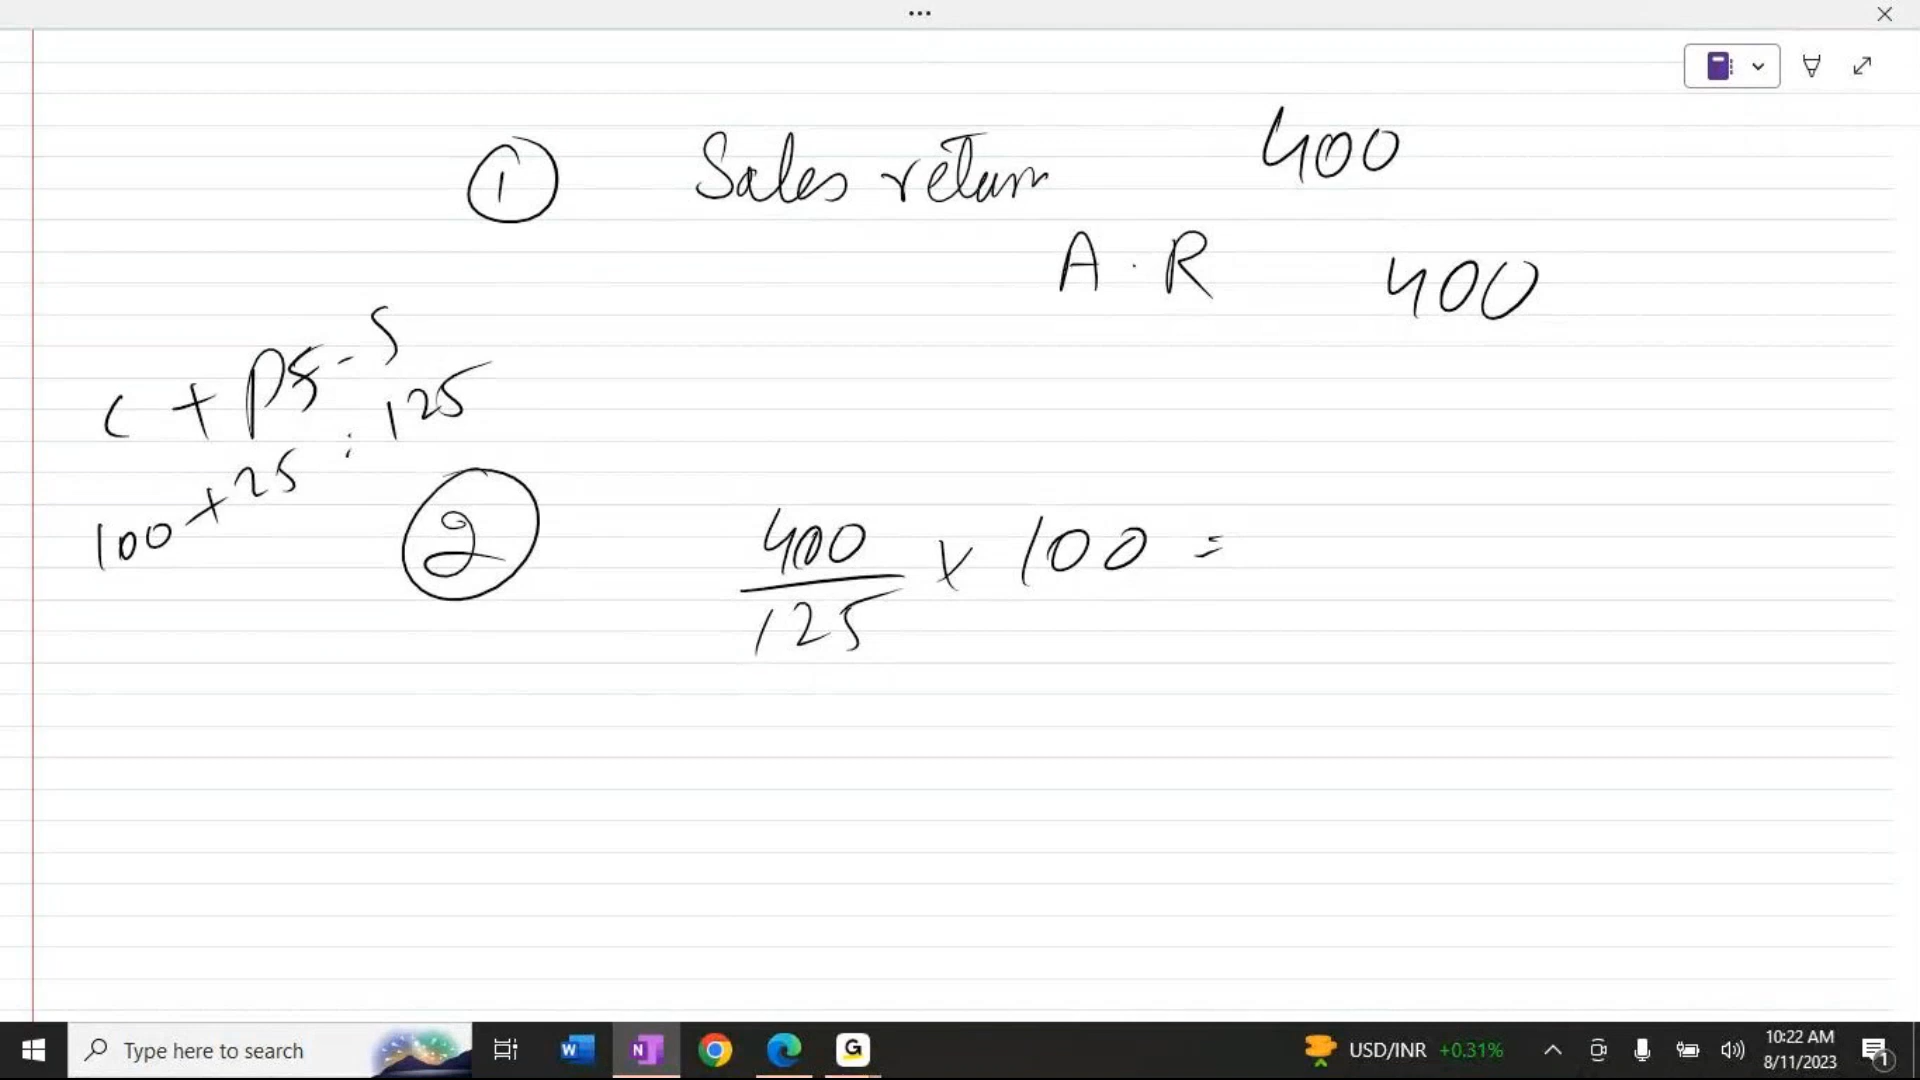 ① Sales return 400
A. R 400
C + P = S
100 + 25 : 125
② 400/125 x 100 =
Type here to search
USD/INR +0.31%
10:22 AM
8/11/2023
1